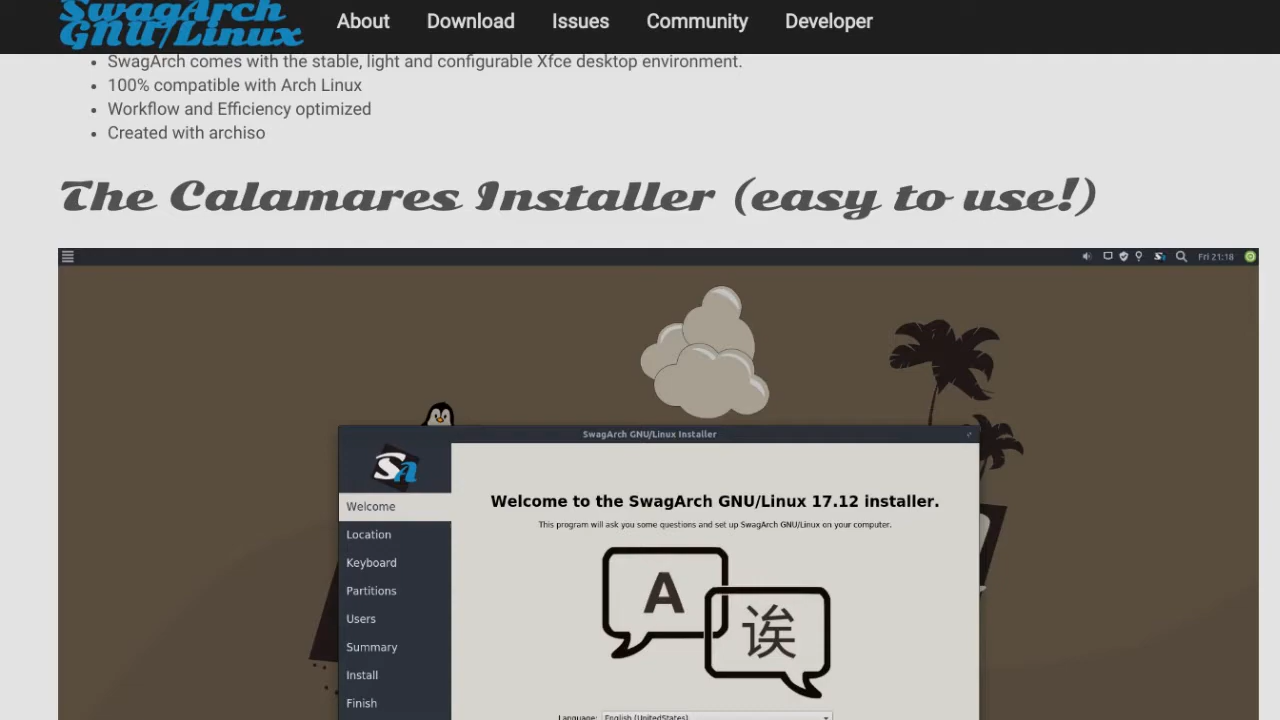 SwagArch
GNU/Linux
About Download Issues Community Developer
SwagArch comes with the stable, light and configurable Xfce desktop environment.
100% compatible with Arch Linux
Workflow and Efficiency optimized
Created with archiso
The Calamares Installer (easy to use!)
Fri 21:18
SwagArch GNU/Linux Installer
SA
Welcome
Location
Keyboard
Partitions
Users
Summary
Install
Finish
Welcome to the SwagArch GNU/Linux 17.12 installer.
This program will ask you some questions and set up SwagArch GNU/Linux on your computer.
A
诶
Language: English (UnitedStates)